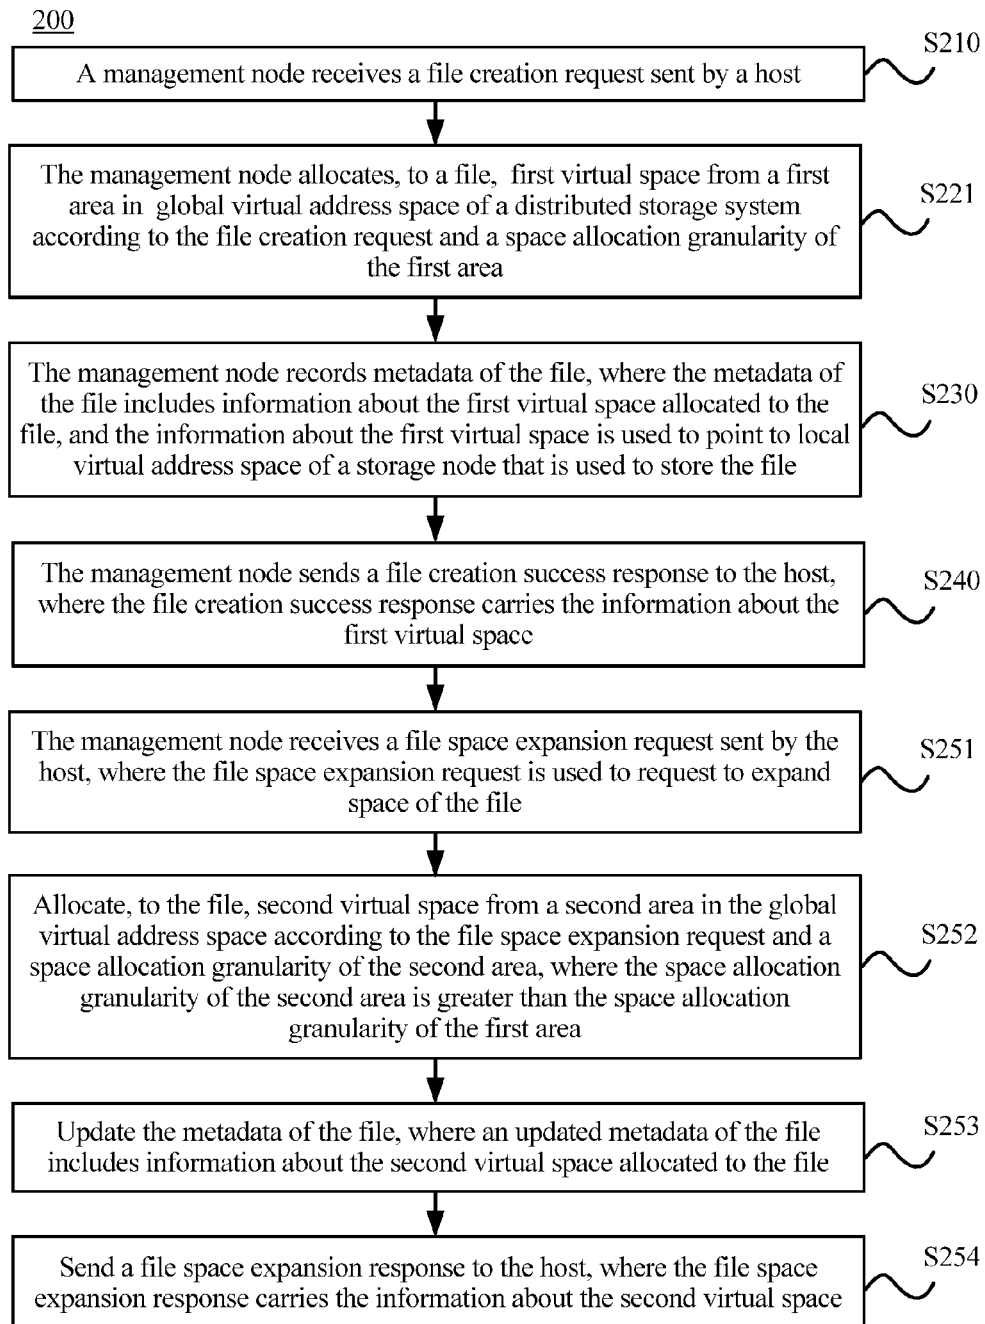 200
S210
A management node receives a file creation request sent by a host
The management node allocates, to a file, first virtual space from a first
area in global virtual address space of a distributed storage system
according to the file creation request and a space allocation granularity of
the first area
S221
The management node records metadata of the file, where the metadata of
the file includes information about the first virtual space allocated to the
file, and the information about the first virtual space is used to point to local
virtual address space of a storage node that is used to store the file
S230
The management node sends a file creation success response to the host,
where the file creation success response carries the information about the
first virtual space
S240
The management node receives a file space expansion request sent by the
host, where the file space expansion request is used to request to expand
space of the file
S251
Allocate, to the file, second virtual space from a second area in the global
virtual address space according to the file space expansion request and a
space allocation granularity of the second area, where the space allocation
granularity of the second area is greater than the space allocation
granularity of the first area
S252
Update the metadata of the file, where an updated metadata of the file
includes information about the second virtual space allocated to the file
S253
Send a file space expansion response to the host, where the file space
expansion response carries the information about the second virtual space
S254